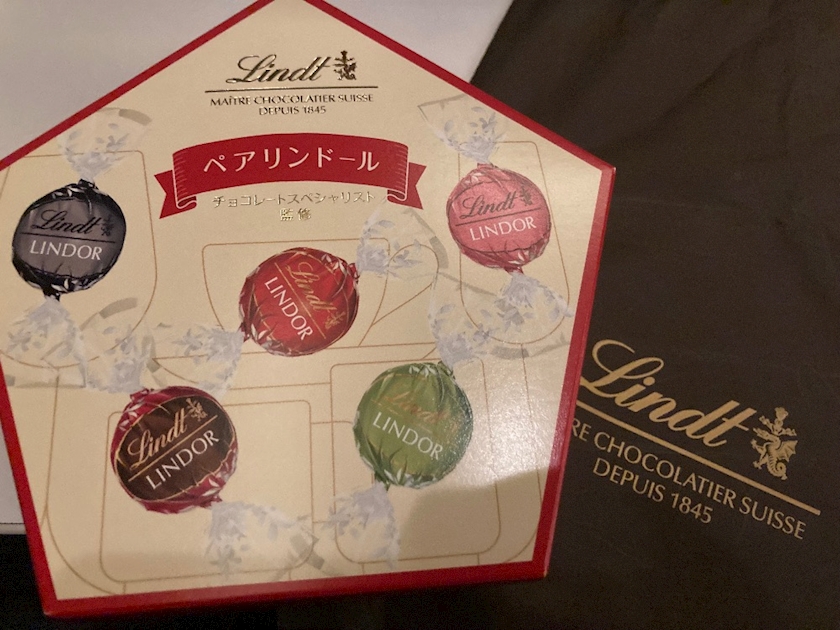 Lindt
MAÎTRE CHOCOLATIER SUISSE
DEPUIS 1845
ペアリンドール
チョコレートスペシャリスト
監修
Lindt
LINDOR
Lindt
LINDOR
Lindt
LINDOR
Lindt
LINDOR
Lindt
LINDOR
Lindt
RE CHOCOLATIER SUISSE
DEPUIS 1845